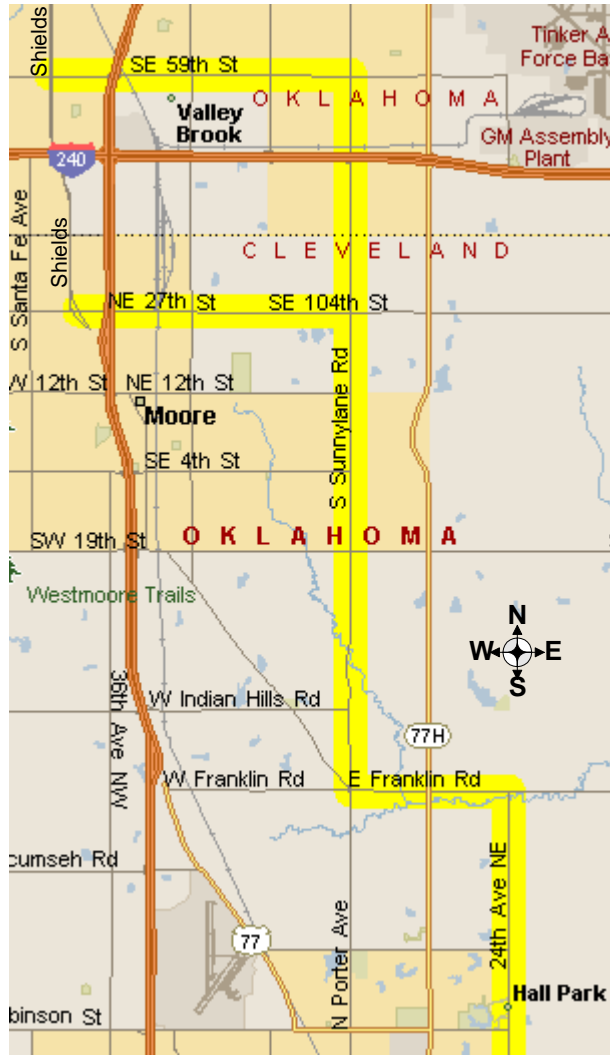 Shields
SE 59th St
Tinker A
Force Ba
OKLAHOMA
Valley
Brook
GM Assembly
Plant
240
S Santa Fe Ave
Shields
CLEVELAND
NE 27th St
SE 104th St
W 12th St
NE 12th St
S Sunnylane Rd
Moore
SE 4th St
OKLAHOMA
SW 19th St
Westmoore Trails
N
W
E
S
36th Ave NW
W Indian Hills Rd
77H
W Franklin Rd
E Franklin Rd
cumseh Rd
24th Ave NE
77
N Porter Ave
Hall Park
binson St